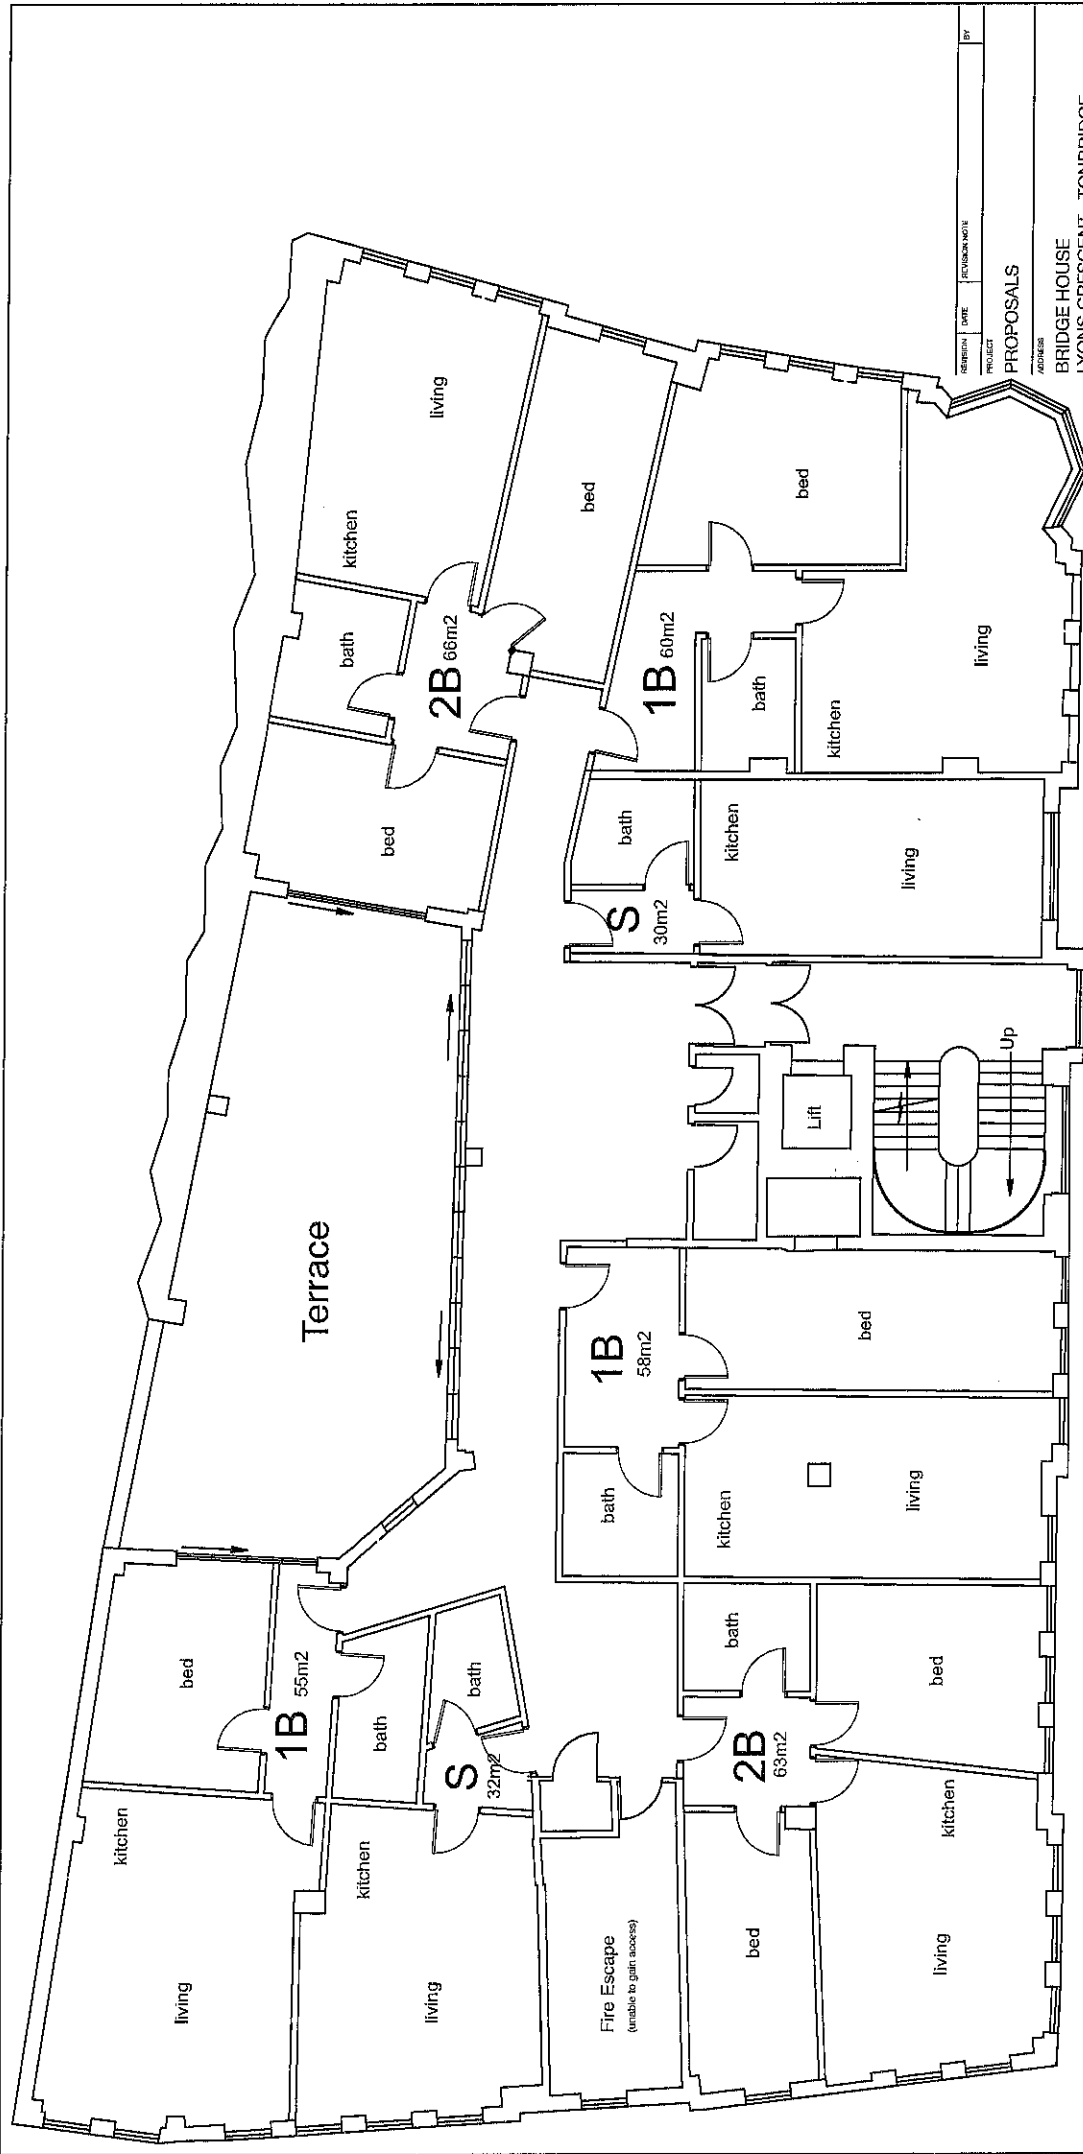 REVISION DATE REVISION NOTE BY
PROJECT
PROPOSALS
ADDRESS
BRIDGE HOUSE
LYONS CRESCENT, TONBRIDGE
Terrace
living
kitchen
bed
1B 55m2
bath
living
kitchen
S
32m2
bath
Fire Escape
(unable to gain access)
bed
2B
63m2
bath
living
kitchen
bed
1B
58m2
bath
kitchen
living
bed
Lift
Up
S
30m2
bath
kitchen
living
bed
2B 66m2
bath
kitchen
living
bed
1B 60m2
bath
bed
kitchen
living